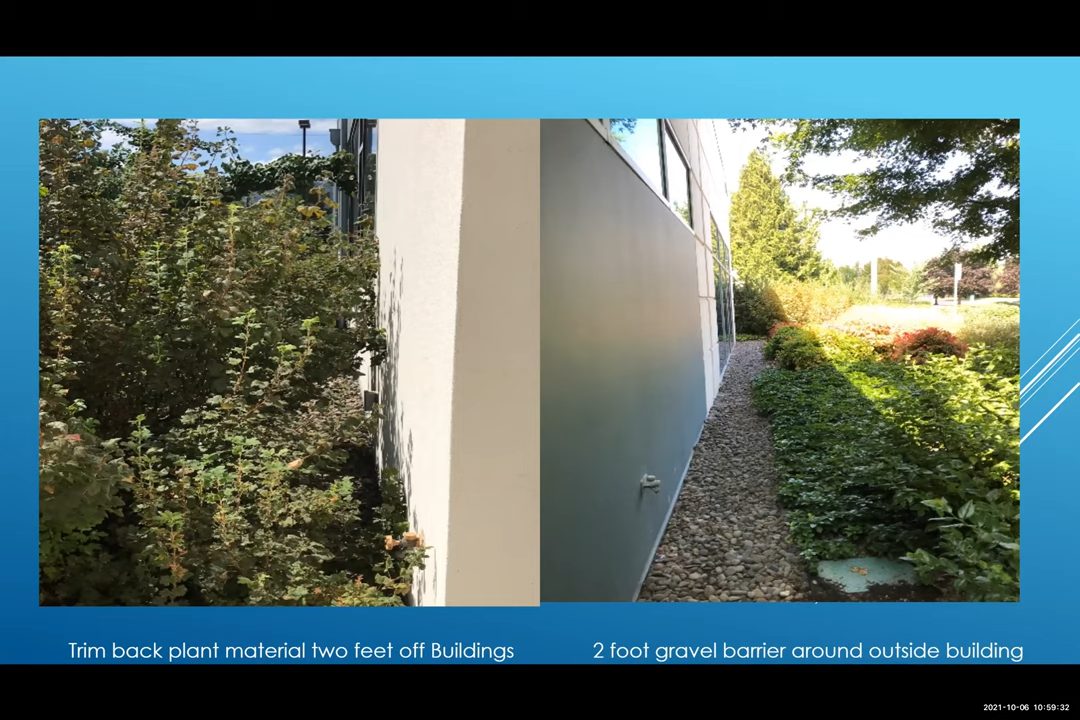 Trim back plant material two feet off Buildings
2 foot gravel barrier around outside building
2021-10-06 10:59:32